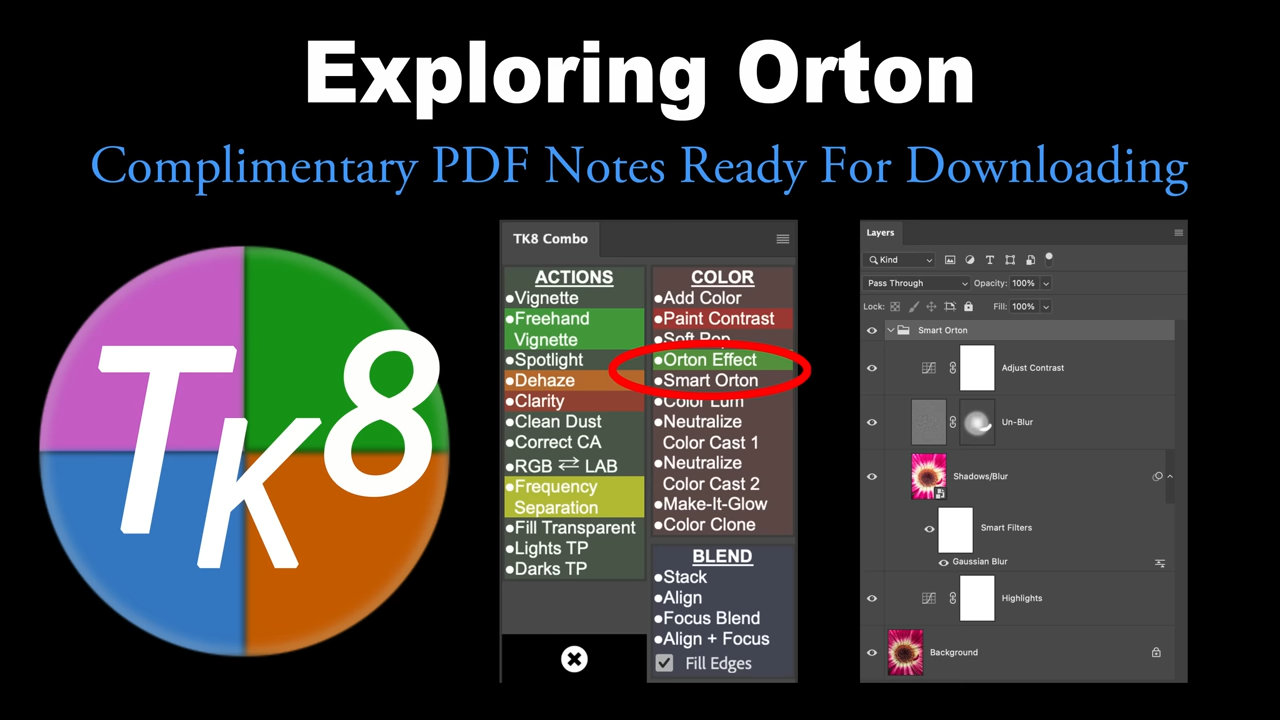 Exploring Orton
Complimentary PDF Notes Ready For Downloading
TK8
TK8 Combo
ACTIONS
●Vignette
●Freehand
Vignette
●Spotlight
●Dehaze
●Clarity
●Clean Dust
●Correct CA
●RGB ⇄ LAB
●Frequency
Separation
●Fill Transparent
●Lights TP
●Darks TP
COLOR
●Add Color
●Paint Contrast
●Soft Pop
●Orton Effect
●Smart Orton
●Color Lum
●Neutralize
Color Cast 1
●Neutralize
Color Cast 2
●Make-It-Glow
●Color Clone
BLEND
●Stack
●Align
●Focus Blend
●Align + Focus
Fill Edges
Layers
Kind
Pass Through Opacity: 100%
Lock: Fill: 100%
Smart Orton
Adjust Contrast
Un-Blur
Shadows/Blur
Smart Filters
Gaussian Blur
Highlights
Background